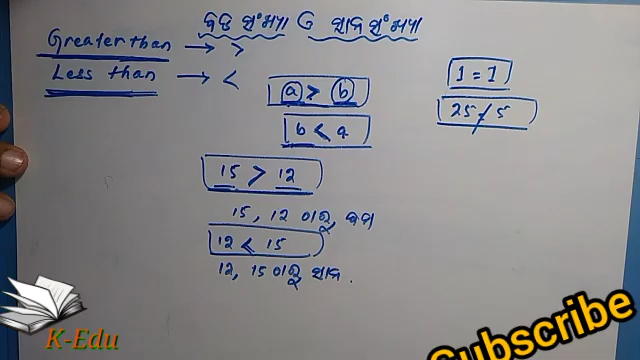 ବଡ ସଂଖ୍ୟା ଓ ସାନ ସଂଖ୍ୟା
Greater than → >
Less than → <
a > b
b < a
1 = 1
25 ≠ 5
15 > 12
15, 12 ଠାରୁ ବଡ
12 < 15
12, 15 ଠାରୁ ସାନ .
K-Edu
Subscribe